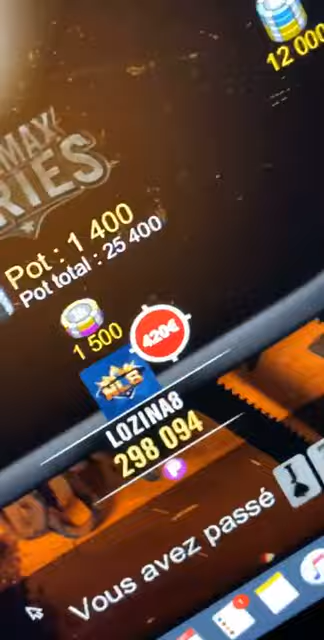 12 000
MAX
RIES
Pot : 1 400
Pot total : 25 400
1 500
420€
LOZINA8
298 094
Vous avez passé